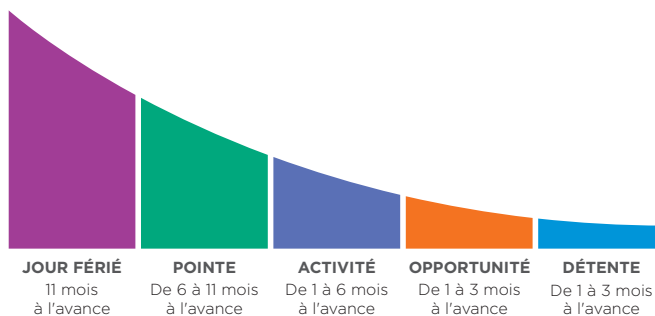 JOUR FÉRIÉ
11 mois
à l'avance
POINTE
De 6 à 11 mois
à l'avance
ACTIVITÉ
De 1 à 6 mois
à l'avance
OPPORTUNITÉ
De 1 à 3 mois
à l'avance
DÉTENTE
De 1 à 3 mois
à l'avance